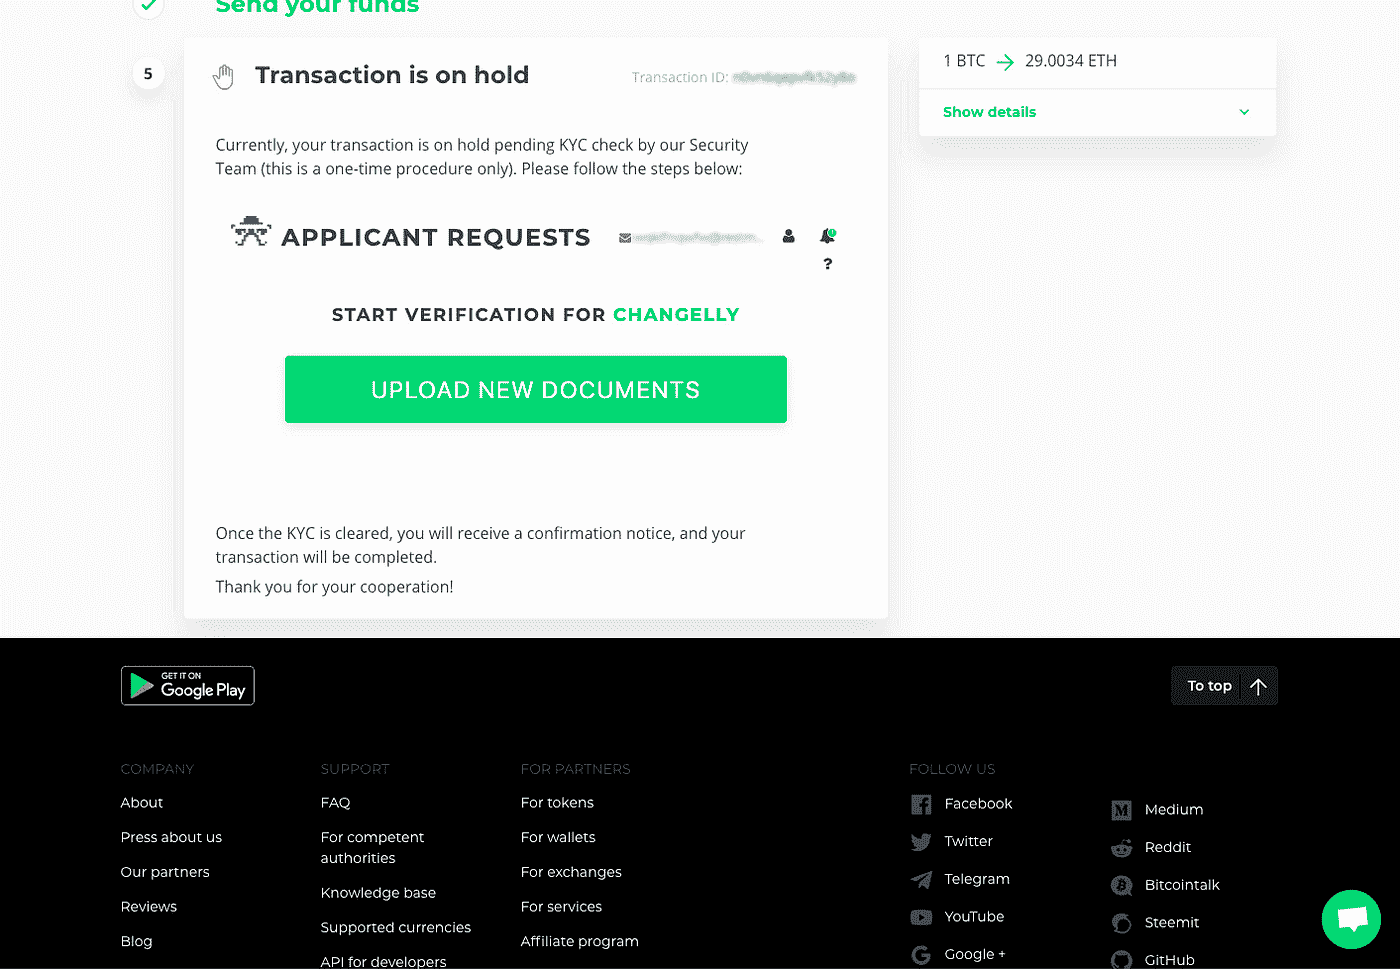 Send your funds
5
Transaction is on hold
Transaction ID:
Currently, your transaction is on hold pending KYC check by our Security
Team (this is a one-time procedure only). Please follow the steps below:
APPLICANT REQUESTS
?
START VERIFICATION FOR CHANGELLY
UPLOAD NEW DOCUMENTS
Once the KYC is cleared, you will receive a confirmation notice, and your
transaction will be completed.
Thank you for your cooperation!
1 BTC → 29.0034 ETH
Show details
GET IT ON
Google Play
To top
COMPANY
About
Press about us
Our partners
Reviews
Blog
SUPPORT
FAQ
For competent
authorities
Knowledge base
Supported currencies
API for developers
FOR PARTNERS
For tokens
For wallets
For exchanges
For services
Affiliate program
FOLLOW US
Facebook
Twitter
Telegram
YouTube
Google +
Medium
Reddit
Bitcointalk
Steemit
GitHub